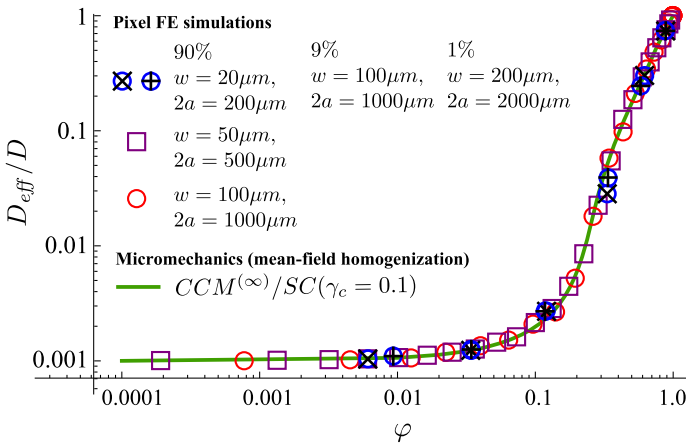 Pixel FE simulations
90% 9% 1%
w = 20μm, w = 100μm, w = 200μm,
2a = 200μm 2a = 1000μm 2a = 2000μm
w = 50μm,
2a = 500μm
w = 100μm,
2a = 1000μm
Micromechanics (mean-field homogenization)
CCM^(∞)/SC(γ_c = 0.1)
D_eff/D
1
0.1
0.01
0.001
0.0001 0.001 0.01 0.1 1.0
φ